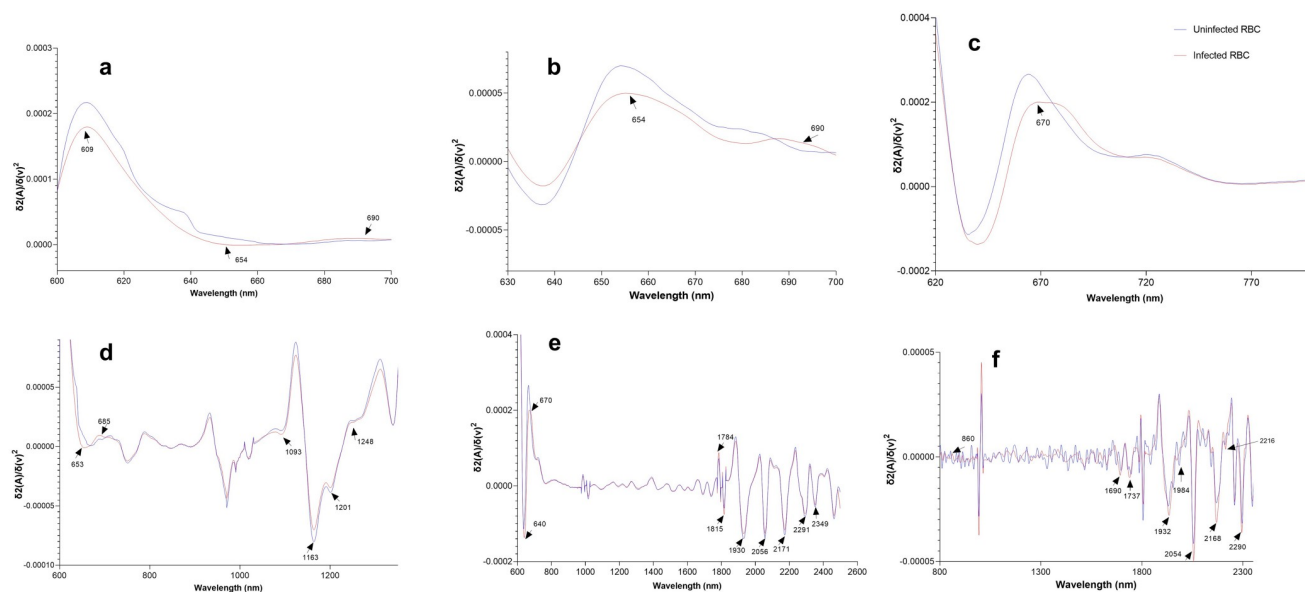 a
δ2(A)/δ(v)²
0.0003
0.0002
0.0001
0.0000
609
654
690
600 620 640 660 680 700
Wavelength (nm)
b
δ2(A)/δ(v)²
0.00005
0.00000
-0.00005
654
690
630 640 650 660 670 680 690 700
Wavelength (nm)
c
Uninfected RBC
Infected RBC
δ2(A)/δ(v)²
0.0004
0.0002
0.0000
-0.0002
670
620 670 720 770
Wavelength (nm)
d
δ2(A)/δ(v)²
0.00005
0.00000
-0.00005
-0.00010
685
653
1093
1248
1201
1163
600 800 1000 1200
Wavelength (nm)
e
δ2(A)/δ(v)²
0.0004
0.0002
0.0000
-0.0002
670
640
1784
1815
1930
2056
2171
2291
2349
600 800 1000 1200 1400 1600 1800 2000 2200 2400 2600
Wavelength (nm)
f
δ2(A)/δ(v)²
0.00005
0.00000
-0.00005
860
1690
1737
1984
2216
1932
2054
2168
2290
800 1300 1800 2300
Wavelength (nm)